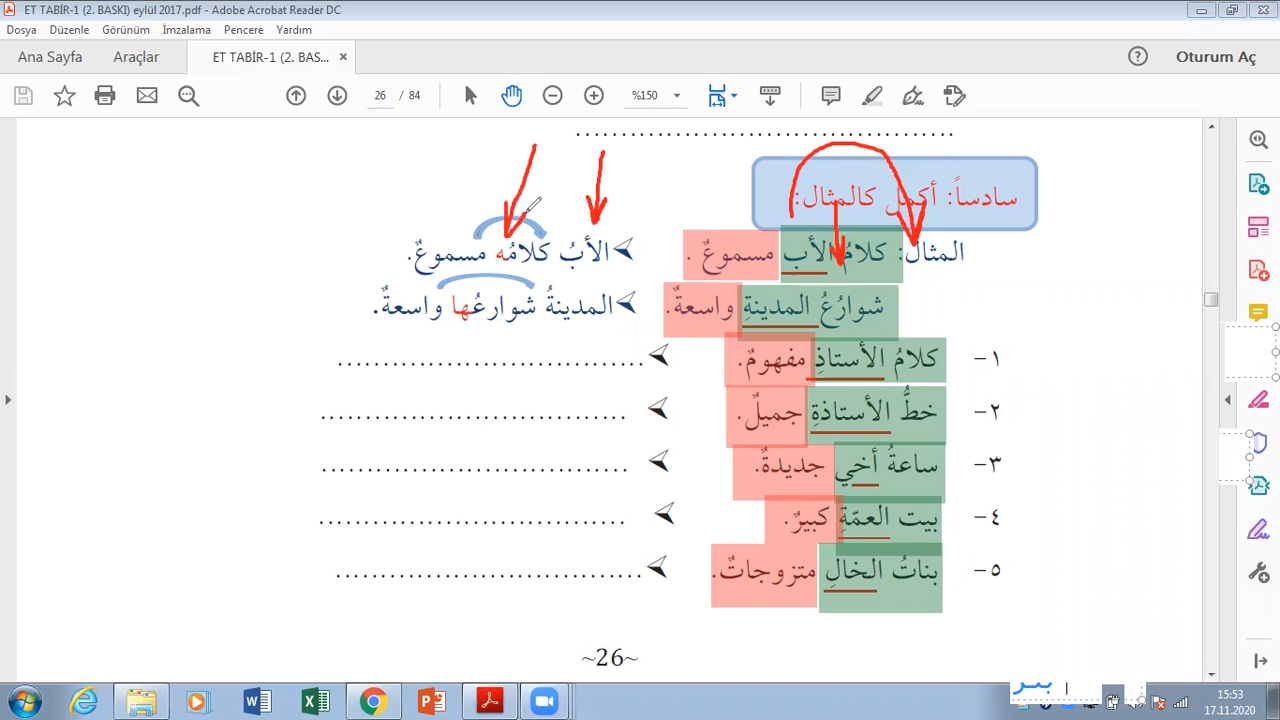 ET TABİR-1 (2. BASKI) eylül 2017.pdf - Adobe Acrobat Reader DC
Dosya Düzenle Görünüm İmzalama Pencere Yardım
Ana Sayfa Araçlar ET TABİR-1 (2. BAS... × Oturum Aç
26 / 84 %150
........................................
سادساً: أكمل كالمثال:
المثال: كلامُ الأبِ مسموعٌ . ➢ الأبُ كلامُه مسموعٌ.
شوارُعُ المدينةِ واسعةٌ. ➢ المدينةُ شوارعُها واسعةٌ.
١- كلامُ الأستاذِ مفهومٌ. ➢ .................................
٢- خطُّ الأستاذةِ جميلٌ. ➢ .................................
٣- ساعةُ أخي جديدةٌ. ➢ .................................
٤- بيت العمّةِ كبيرٌ. ➢ .................................
٥- بناتُ الخالِ متزوجاتٌ. ➢ .................................
~26~
15:53
17.11.2020